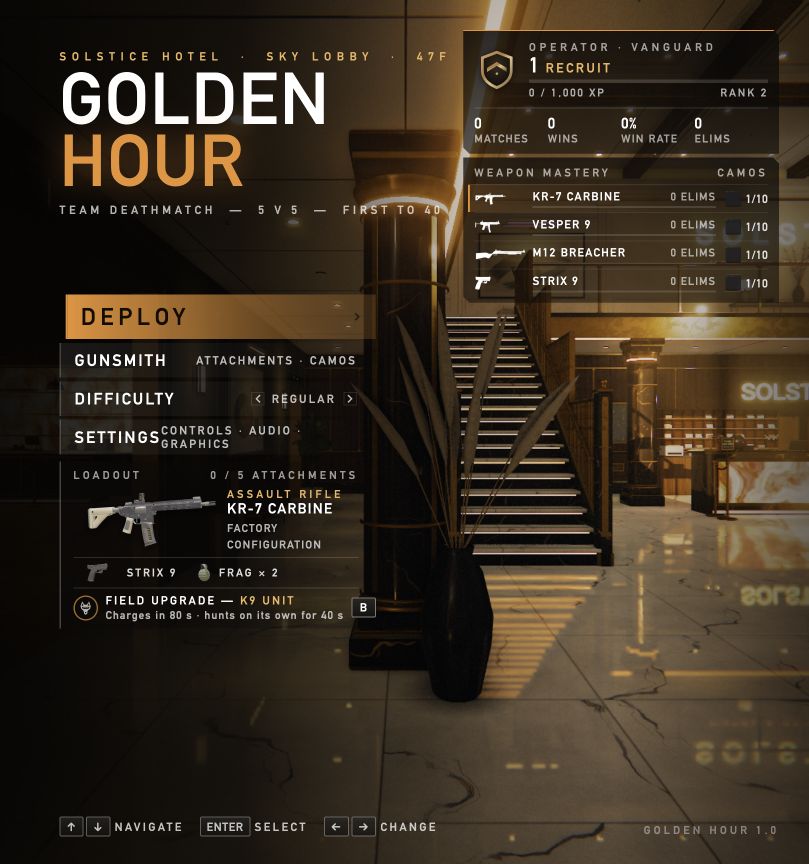 SOLSTICE HOTEL · SKY LOBBY · 47F
GOLDEN
HOUR
TEAM DEATHMATCH — 5 V 5 — FIRST TO 40
OPERATOR · VANGUARD
1 RECRUIT
0 / 1,000 XP RANK 2
0 0 0% 0
MATCHES WINS WIN RATE ELIMS
WEAPON MASTERY CAMOS
KR-7 CARBINE 0 ELIMS 1/10
VESPER 9 0 ELIMS 1/10
M12 BREACHER 0 ELIMS 1/10
STRIX 9 0 ELIMS 1/10
DEPLOY ›
GUNSMITH ATTACHMENTS · CAMOS
DIFFICULTY ‹ REGULAR ›
SETTINGS CONTROLS · AUDIO ·
GRAPHICS
LOADOUT 0 / 5 ATTACHMENTS
ASSAULT RIFLE
KR-7 CARBINE
FACTORY
CONFIGURATION
STRIX 9 FRAG × 2
FIELD UPGRADE — K9 UNIT
Charges in 80 s · hunts on its own for 40 s
B
SOLST
↑ ↓ NAVIGATE ENTER SELECT ← → CHANGE
GOLDEN HOUR 1.0